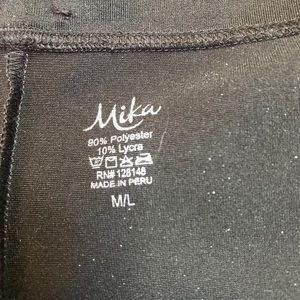 Mika
90% Polyester
10% Lycra
RN# 128148
MADE IN PERU
M/L